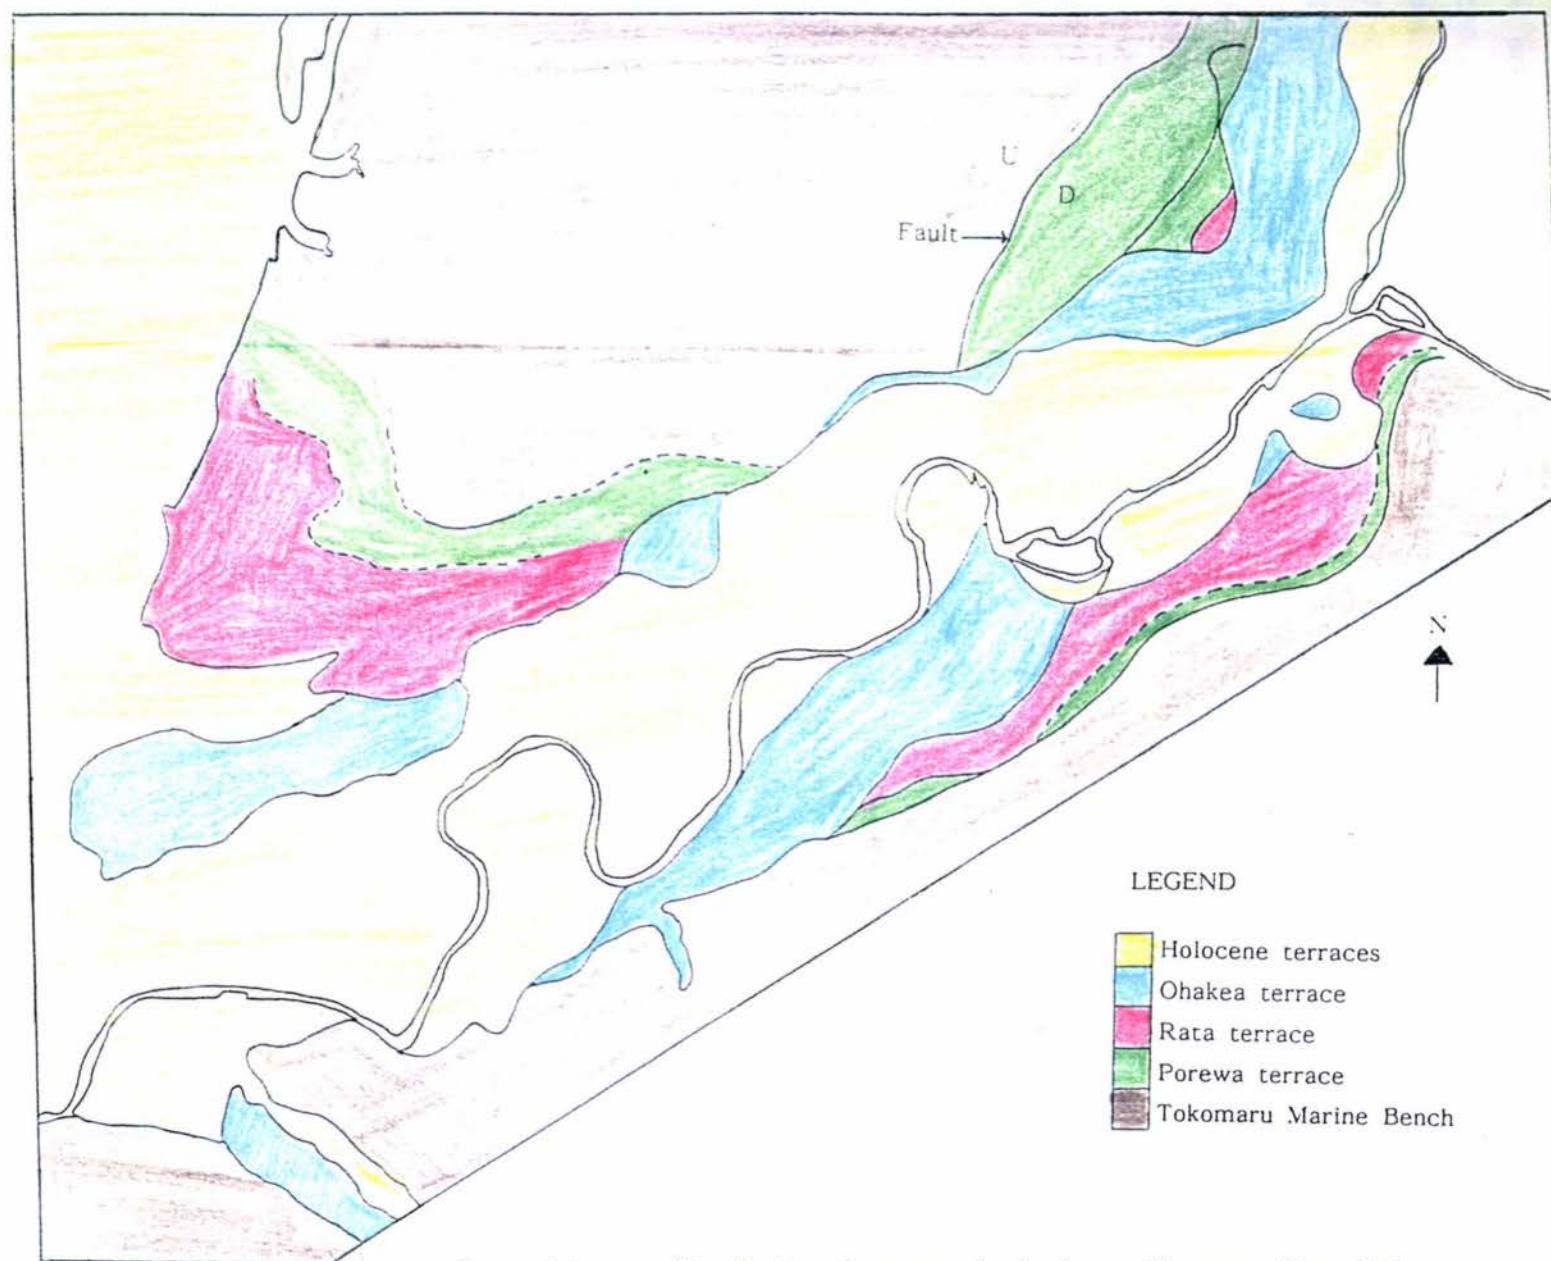 U
D
Fault
N
LEGEND
Holocene terraces
Ohakea terrace
Rata terrace
Porewa terrace
Tokomaru Marine Bench